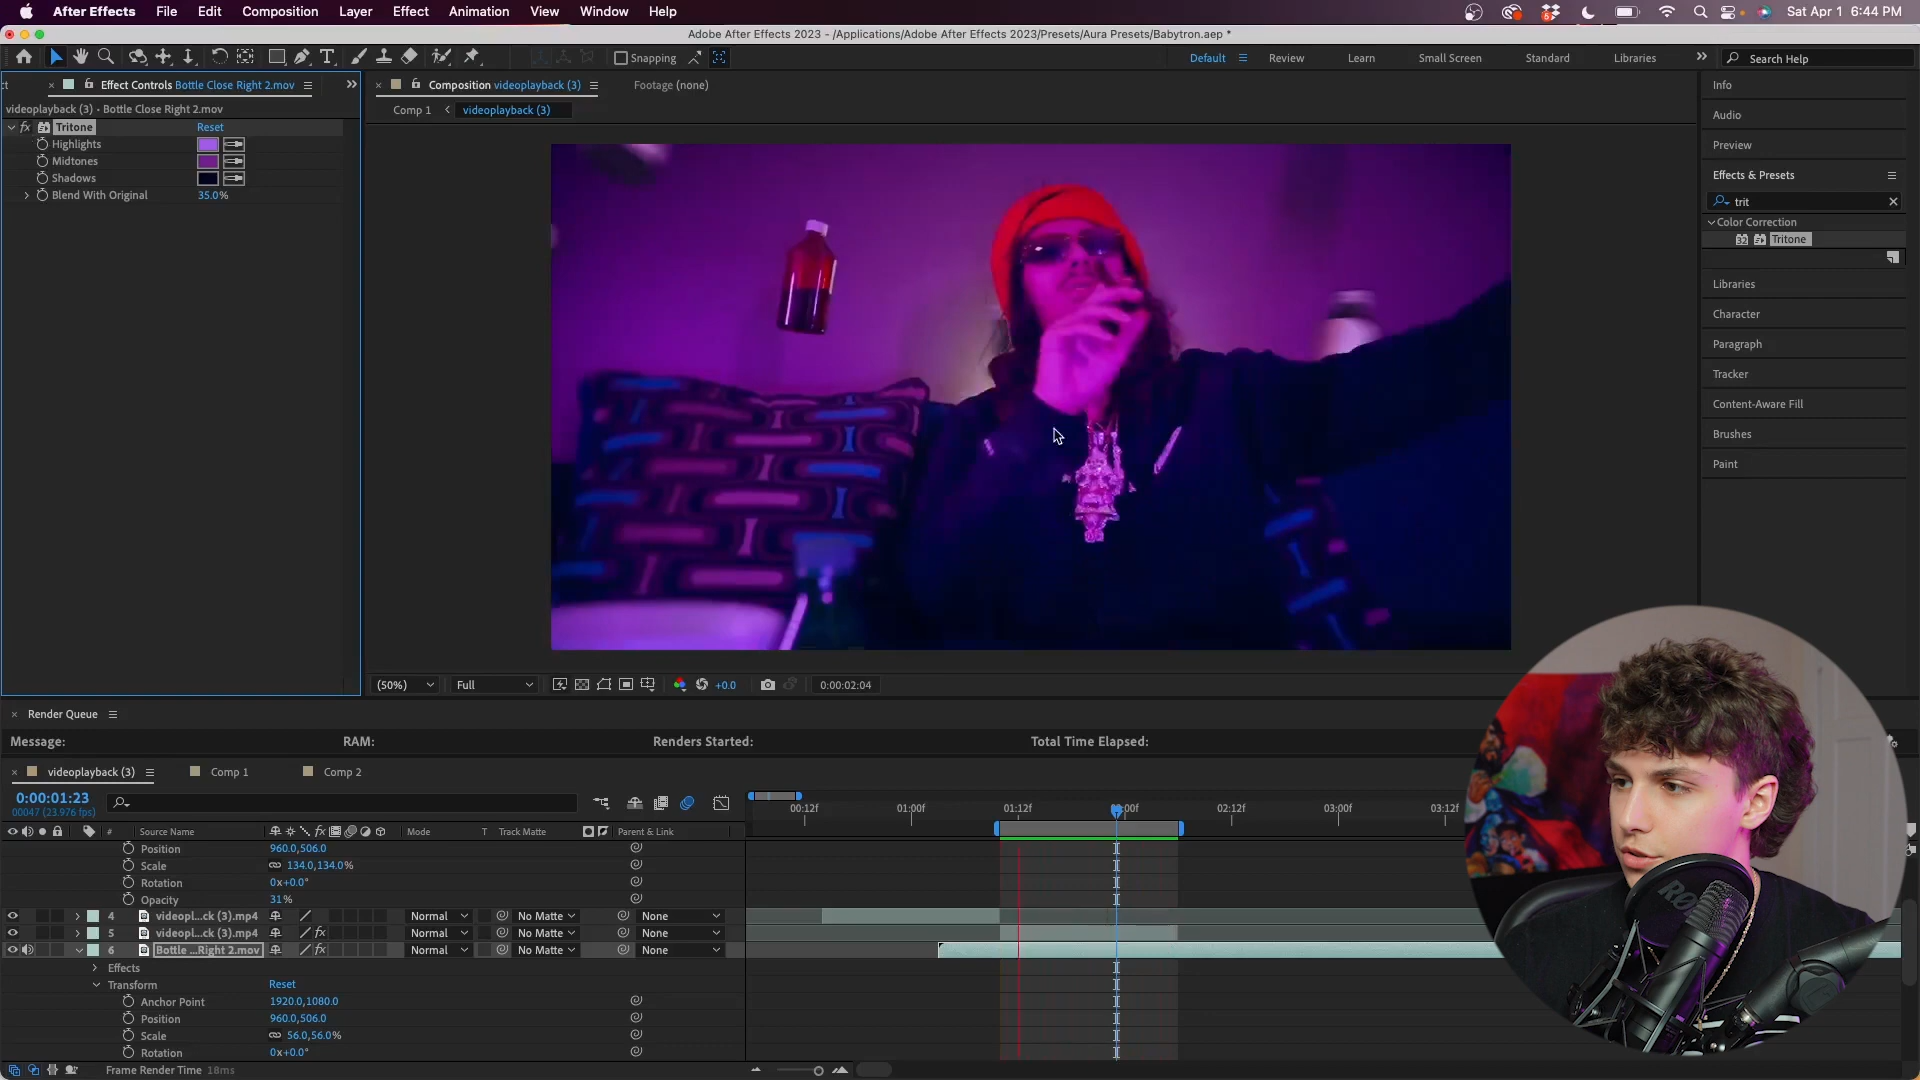 After Effects File Edit Composition Layer Effect Animation View Window Help Sat Apr 1 6:44 PM
Adobe After Effects 2023 - /Applications/Adobe After Effects 2023/Presets/Aura Presets/Babytron.aep *
Snapping Default Review Learn Small Screen Standard Libraries Search Help
Effect Controls Bottle Close Right 2.mov
Composition videoplayback (3)
Footage (none)
videoplayback (3) • Bottle Close Right 2.mov
Comp 1 videoplayback (3)
fx Tritone Reset
Highlights
Midtones
Shadows
Blend With Original 35.0%
Info
Audio
Preview
Effects & Presets
trit
Color Correction
32 Tritone
Libraries
Character
Paragraph
Tracker
Content-Aware Fill
Brushes
Paint
(50%) Full +0.0 0:00:02:04
Render Queue
Message: RAM: Renders Started: Total Time Elapsed:
videoplayback (3) Comp 1 Comp 2
0:00:01:23
00047 (23.976 fps)
00:12f 01:00f 01:12f 02:12f 03:00f 03:12f
# Source Name Mode T Track Matte Parent & Link
Position 960.0,506.0
Scale 134.0,134.0%
Rotation 0x+0.0°
Opacity 31%
4 videopl...ck (3).mp4 Normal No Matte None
5 videopl...ck (3).mp4 fx Normal No Matte None
6 Bottle ...Right 2.mov fx Normal No Matte None
Effects
Transform Reset
Anchor Point 1920.0,1080.0
Position 960.0,506.0
Scale 56.0,56.0%
Rotation 0x+0.0°
Frame Render Time 18ms